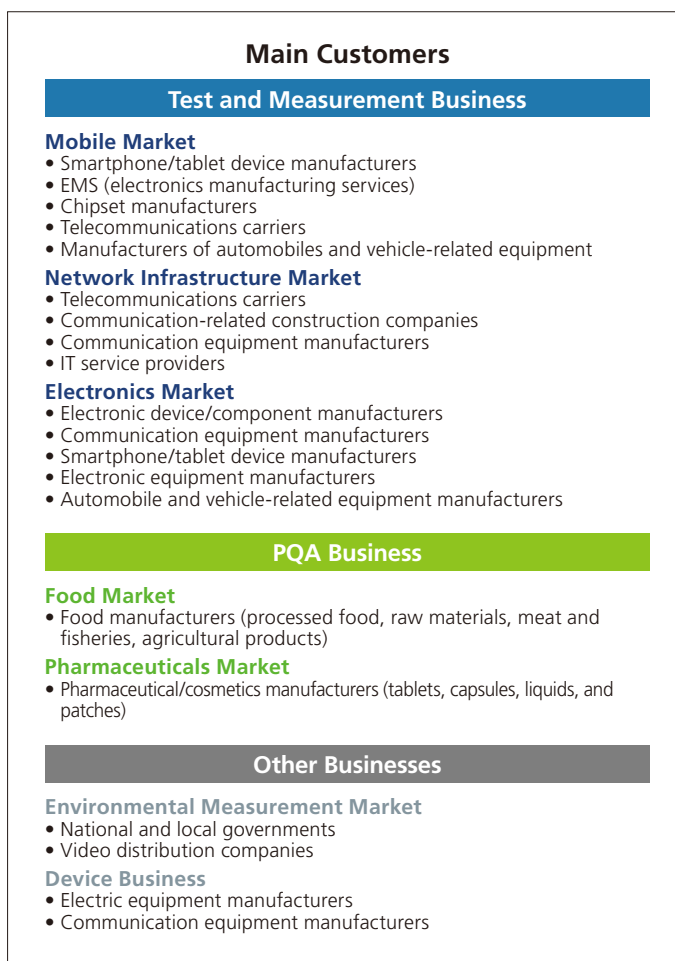 Main Customers
Test and Measurement Business
Mobile Market
• Smartphone/tablet device manufacturers
• EMS (electronics manufacturing services)
• Chipset manufacturers
• Telecommunications carriers
• Manufacturers of automobiles and vehicle-related equipment
Network Infrastructure Market
• Telecommunications carriers
• Communication-related construction companies
• Communication equipment manufacturers
• IT service providers
Electronics Market
• Electronic device/component manufacturers
• Communication equipment manufacturers
• Smartphone/tablet device manufacturers
• Electronic equipment manufacturers
• Automobile and vehicle-related equipment manufacturers
PQA Business
Food Market
• Food manufacturers (processed food, raw materials, meat and
fisheries, agricultural products)
Pharmaceuticals Market
• Pharmaceutical/cosmetics manufacturers (tablets, capsules, liquids, and
patches)
Other Businesses
Environmental Measurement Market
• National and local governments
• Video distribution companies
Device Business
• Electric equipment manufacturers
• Communication equipment manufacturers